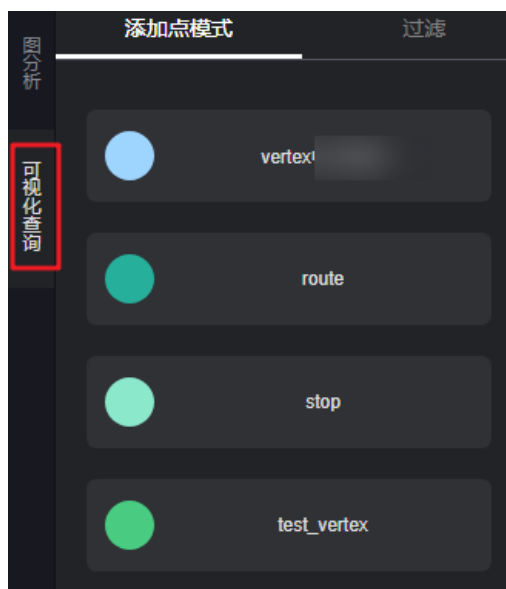 图分析
可视化查询
添加点模式
过滤
vertex
route
stop
test_vertex